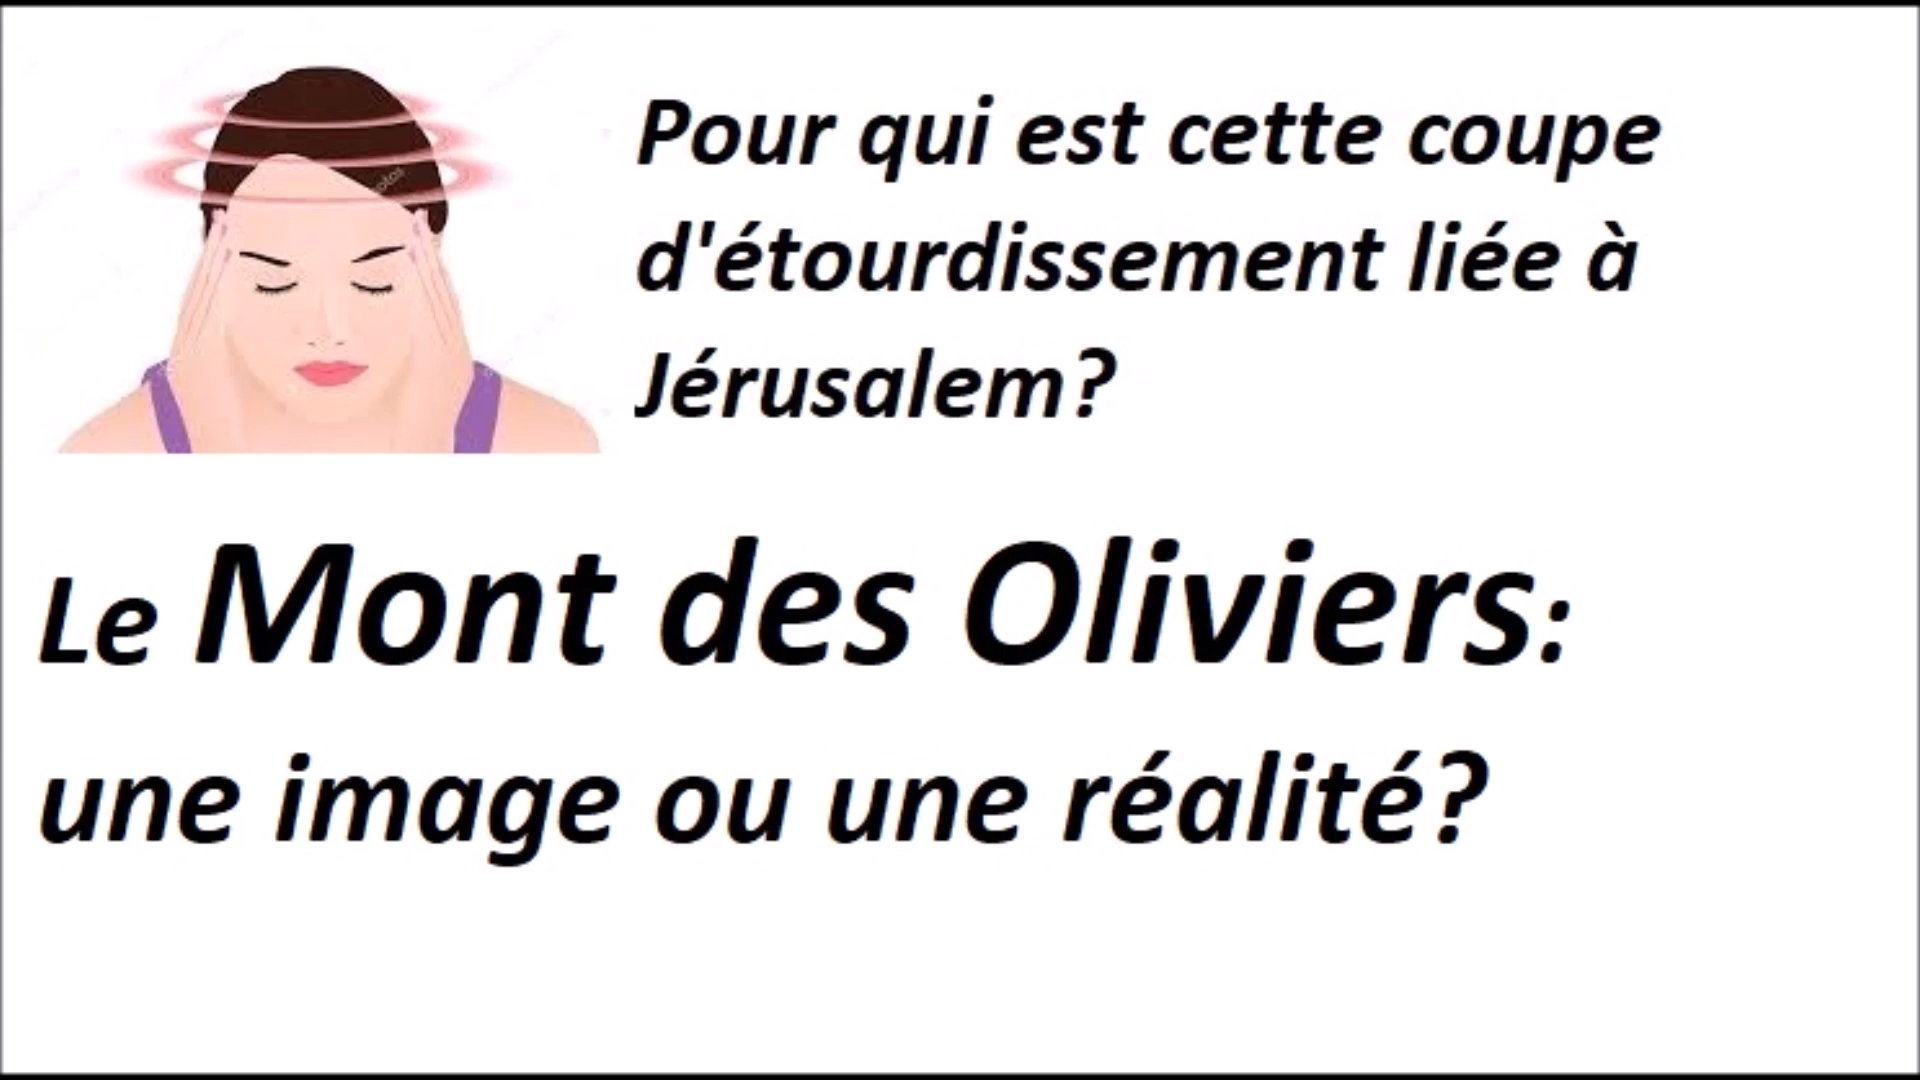 Pour qui est cette coupe
d'étourdissement liée à
Jérusalem?
Le Mont des Oliviers:
une image ou une réalité?